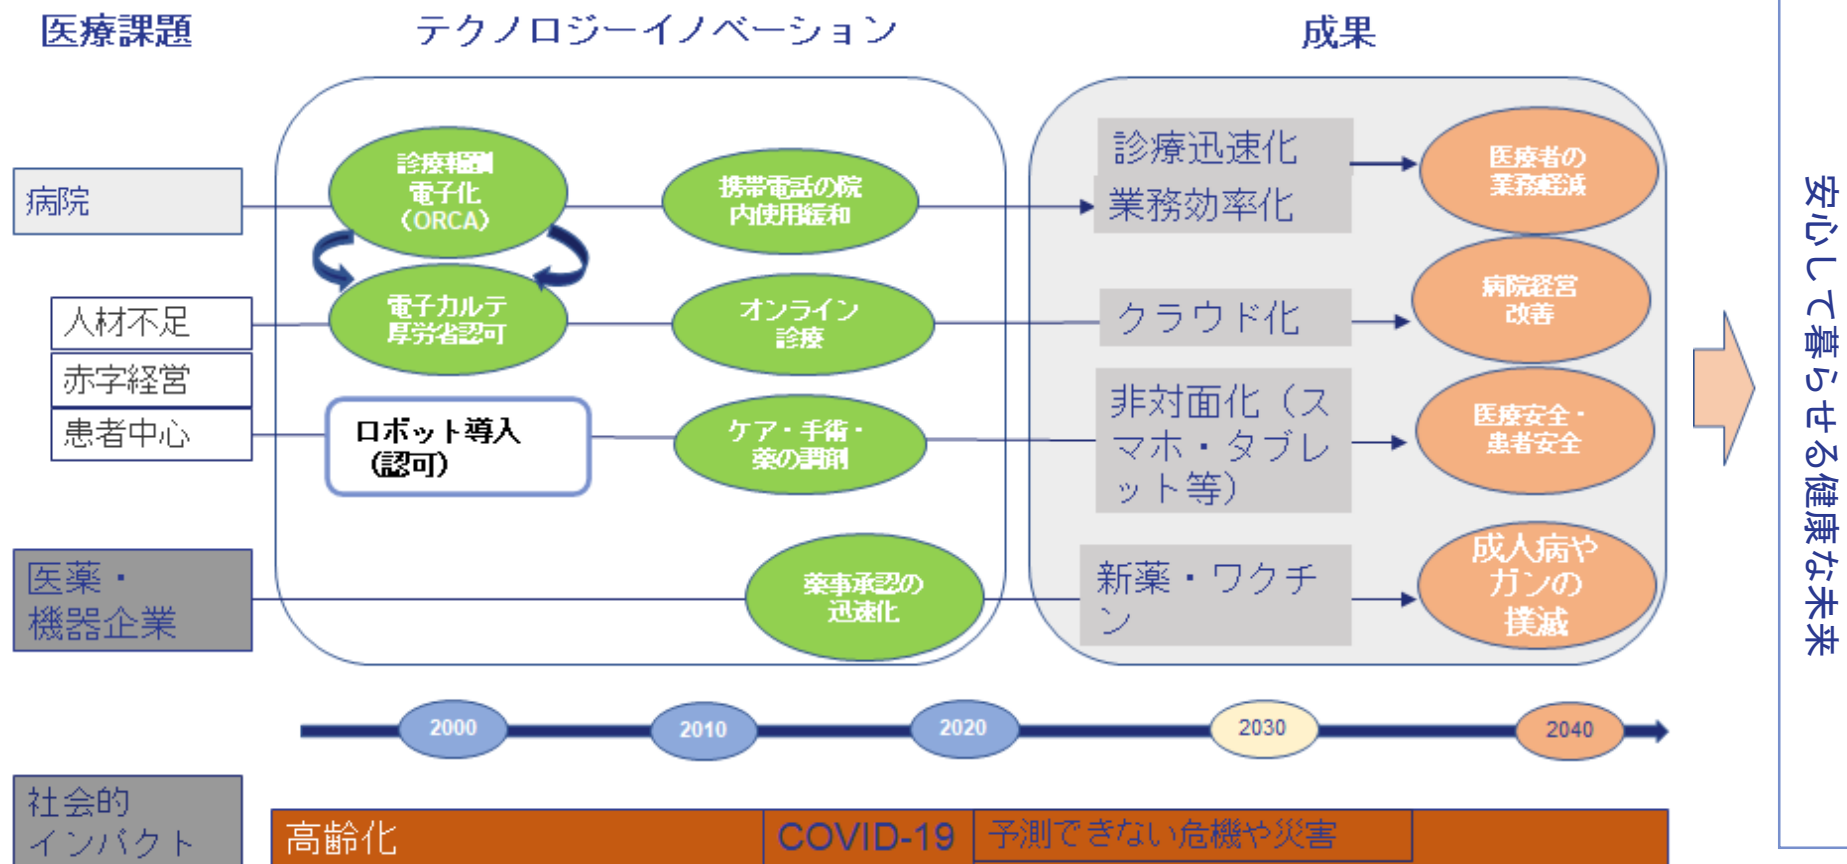 医療課題
テクノロジーイノベーション
成果
病院
診療報酬
電子化
（ORCA）
携帯電話の院
内使用緩和
診療迅速化
業務効率化
医療者の
業務軽減
人材不足
赤字経営
患者中心
電子カルテ
厚労省認可
オンライン
診療
クラウド化
病院経営
改善
ロボット導入
（認可）
ケア・手術・
薬の調剤
非対面化（ス
マホ・タブレ
ット等）
医療安全・
患者安全
医薬・
機器企業
薬事承認の
迅速化
新薬・ワクチ
ン
成人病や
ガンの
撲滅
安心して暮らせる健康な未来
2000
2010
2020
2030
2040
社会的
インパクト
高齢化
COVID-19
予測できない危機や災害